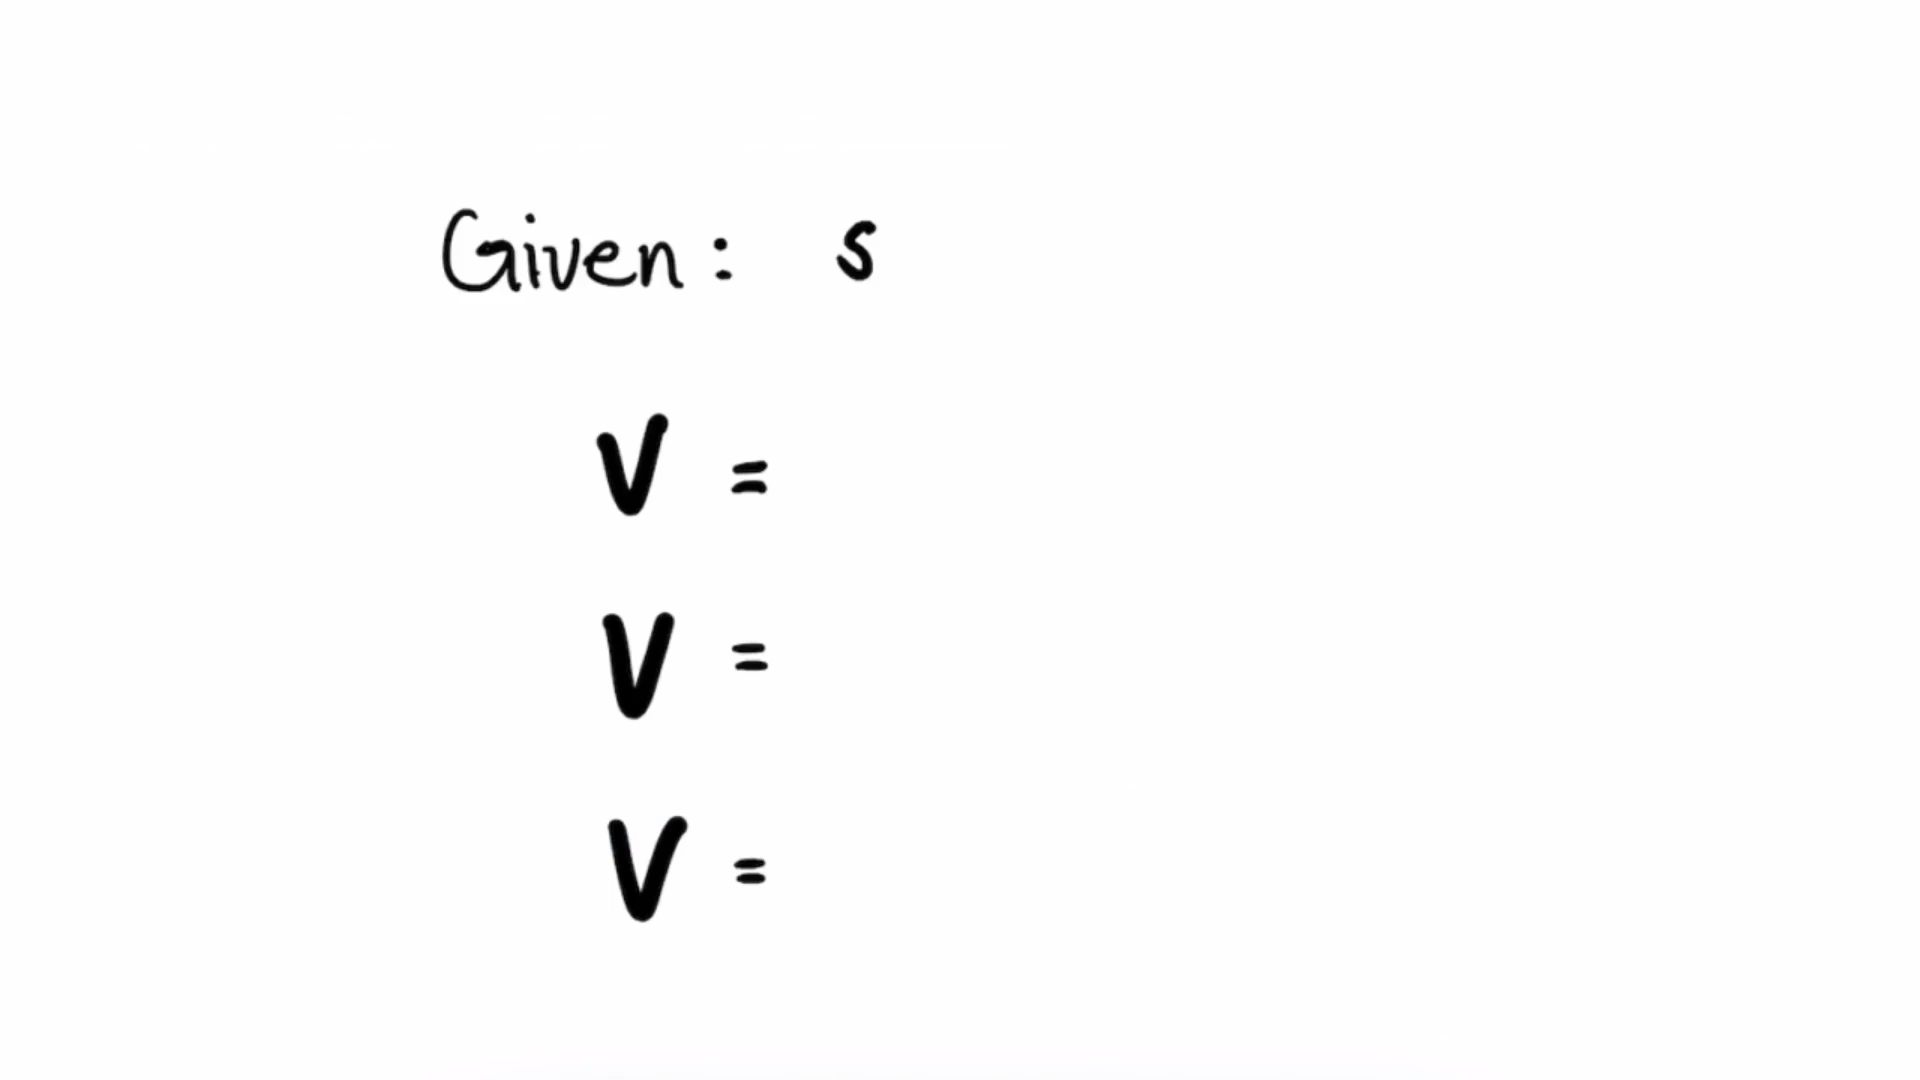 Given: s
V =
V =
V =